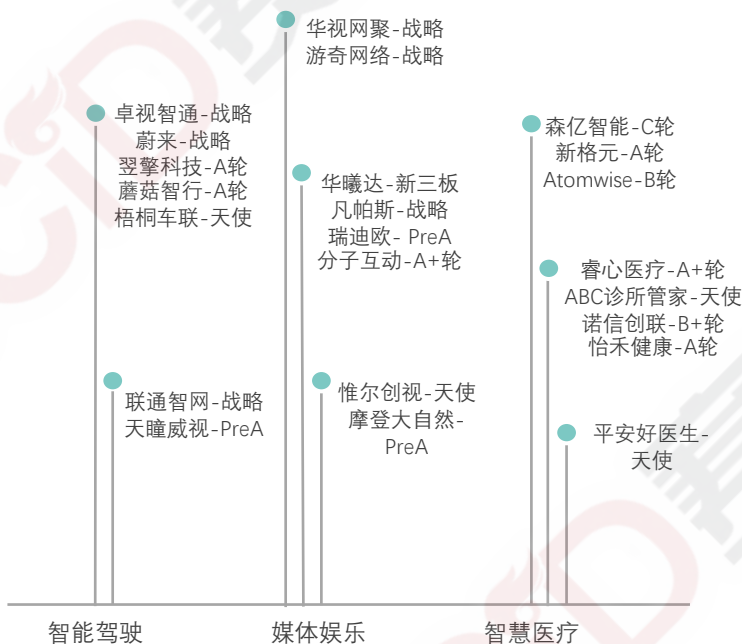 华视网聚-战略
游奇网络-战略
卓视智通-战略
蔚来-战略
翌擎科技-A轮
蘑菇智行-A轮
梧桐车联-天使
森亿智能-C轮
新格元-A轮
Atomwise-B轮
华曦达-新三板
凡帕斯-战略
瑞迪欧- PreA
分子互动-A+轮
睿心医疗-A+轮
ABC诊所管家-天使
诺信创联-B+轮
怡禾健康-A轮
联通智网-战略
天瞳威视-PreA
惟尔创视-天使
摩登大自然-
PreA
平安好医生-
天使
智能驾驶
媒体娱乐
智慧医疗